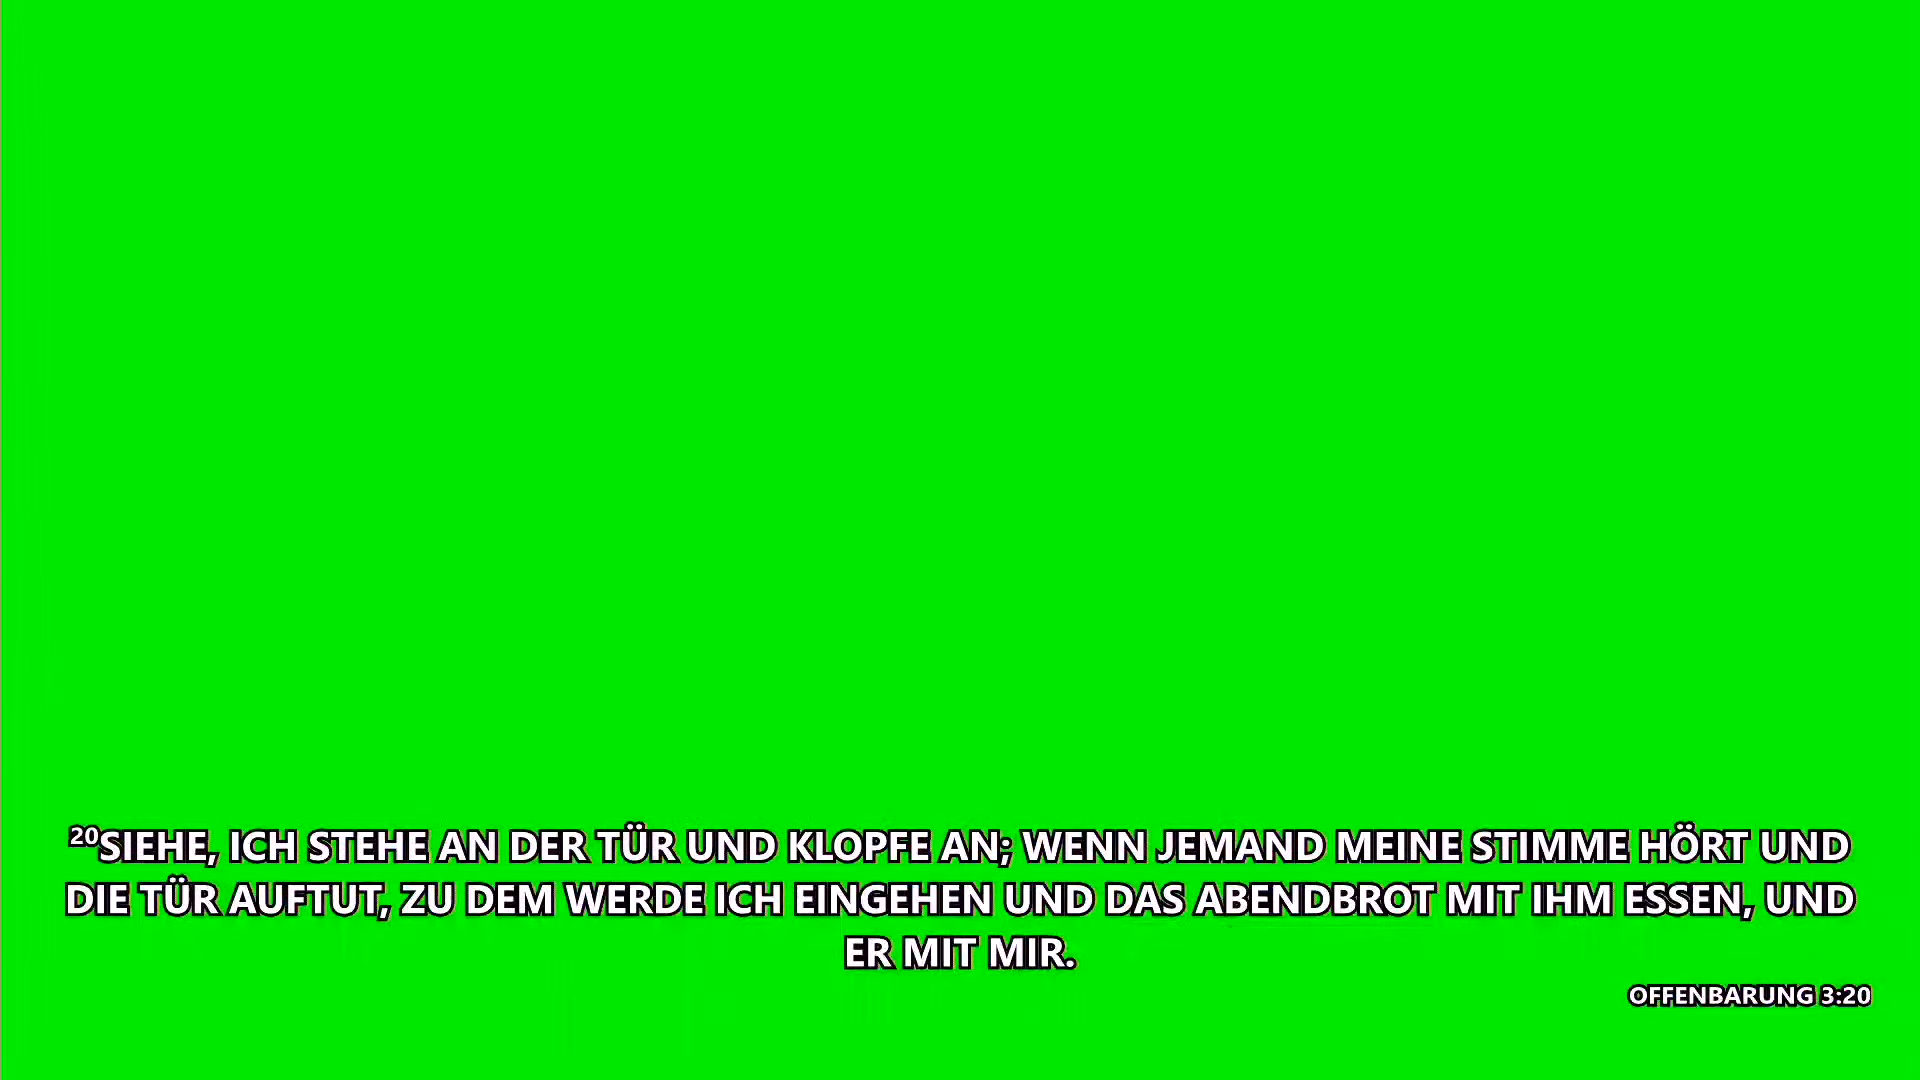 ²⁰SIEHE, ICH STEHE AN DER TÜR UND KLOPFE AN; WENN JEMAND MEINE STIMME HÖRT UND
DIE TÜR AUFTUT, ZU DEM WERDE ICH EINGEHEN UND DAS ABENDBROT MIT IHM ESSEN, UND
ER MIT MIR.
OFFENBARUNG 3:20